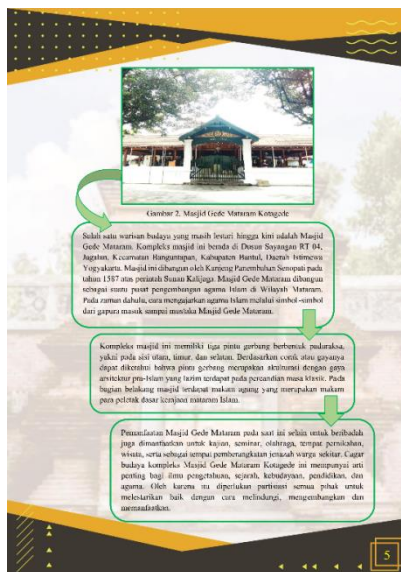 Gambar 2. Masjid Gede Mataram Kotagede
Salah satu warisan budaya yang masih lestari hingga kini adalah Masjid
Gede Mataram. Kompleks masjid ini berada di Dusun Sayangan RT 04,
Jagalan, Kecamatan Banguntapan, Kabupaten Bantul, Daerah Istimewa
Yogyakarta. Masjid ini dibangun oleh Kanjeng Panembahan Senopati pada
tahun 1587 atas perintah Sunan Kalijaga. Masjid Gede Mataram dibangun
sebagai suatu pusat pengembangan agama Islam di Wilayah Mataram.
Pada zaman dahulu, cara mengajarkan agama Islam melalui simbol-simbol
dari gapura masuk sampai mustaka Masjid Gede Mataram.
Kompleks masjid ini memiliki tiga pintu gerbang berbentuk paduraksa,
yakni pada sisi utara, timur, dan selatan. Berdasarkan corak atau gayanya
dapat diketahui bahwa pintu gerbang merupakan akulturasi dengan gaya
arsitektur pra-Islam yang lazim terdapat pada percandian masa klasik. Pada
bagian belakang masjid terdapat makam agung yang merupakan makam
para peletak dasar kerajaan mataram Islam.
Pemanfaatan Masjid Gede Mataram pada saat ini selain untuk beribadah
juga dimanfaatkan untuk kajian, seminar, olahraga, tempat pernikahan,
wisata, serta sebagai tempat pemberangkatan jenazah warga sekitar. Cagar
budaya kompleks Masjid Gede Mataram Kotagede ini mempunyai arti
penting bagi ilmu pengetahuan, sejarah, kebudayaan, pendidikan, dan
agama. Oleh karena itu diperlukan partisipasi semua pihak untuk
melestarikan baik dengan cara melindungi, mengembangkan dan
memanfaatkan.
5